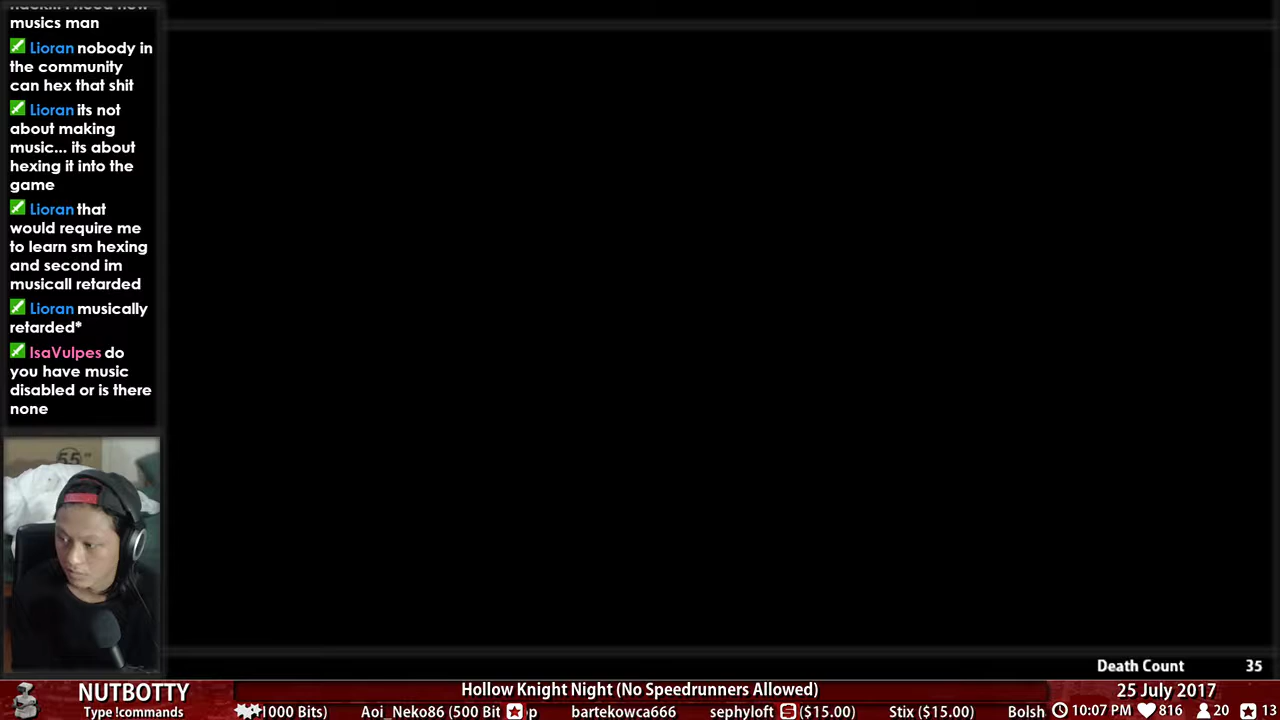 musics man
Lioran nobody in
the community
can hex that shit
Lioran its not
about making
music... its about
hexing it into the
game
Lioran that
would require me
to learn sm hexing
and second im
musicall retarded
Lioran musically
retarded*
IsaVulpes do
you have music
disabled or is there
none
55"
Death Count 35
NUTBOTTY
Type !commands
Hollow Knight Night (No Speedrunners Allowed)
1000 Bits) Aoi_Neko86 (500 Bit p bartekowca666 sephyloft ($15.00) Stix ($15.00) Bolsh
25 July 2017
10:07 PM 816 20 13